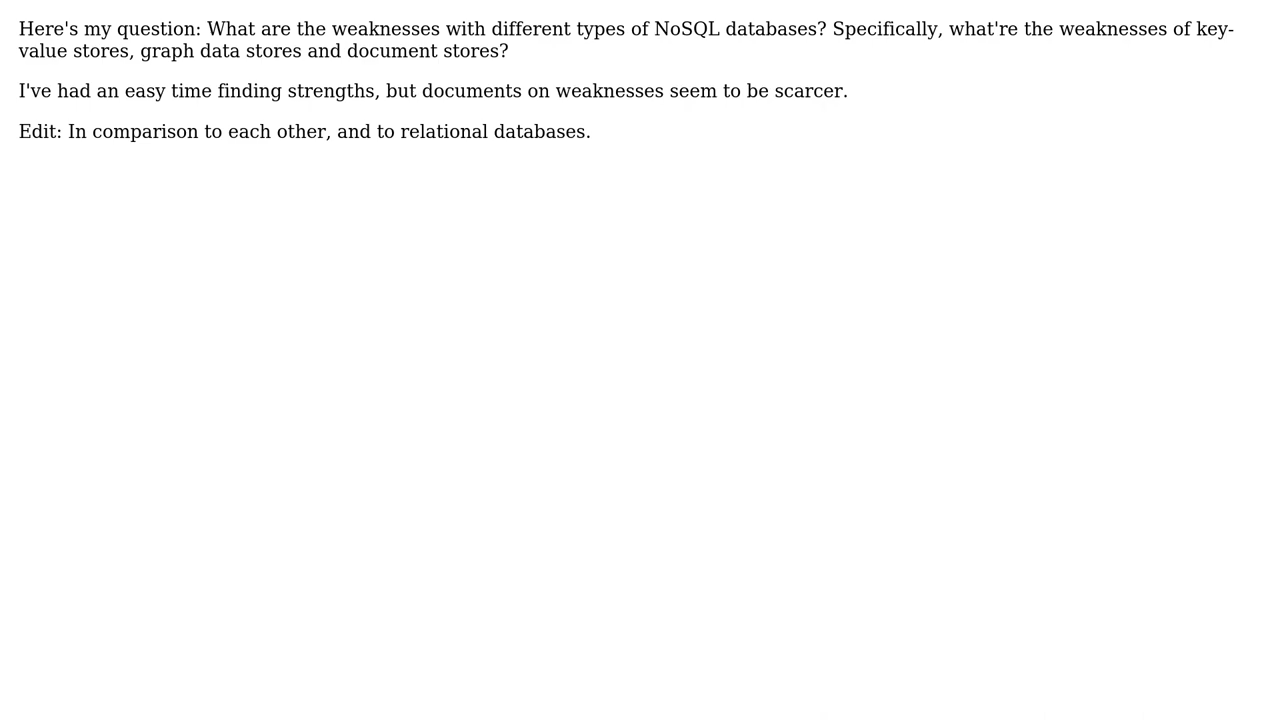 Here's my question: What are the weaknesses with different types of NoSQL databases? Specifically, what're the weaknesses of key-
value stores, graph data stores and document stores?
I've had an easy time finding strengths, but documents on weaknesses seem to be scarcer.
Edit: In comparison to each other, and to relational databases.